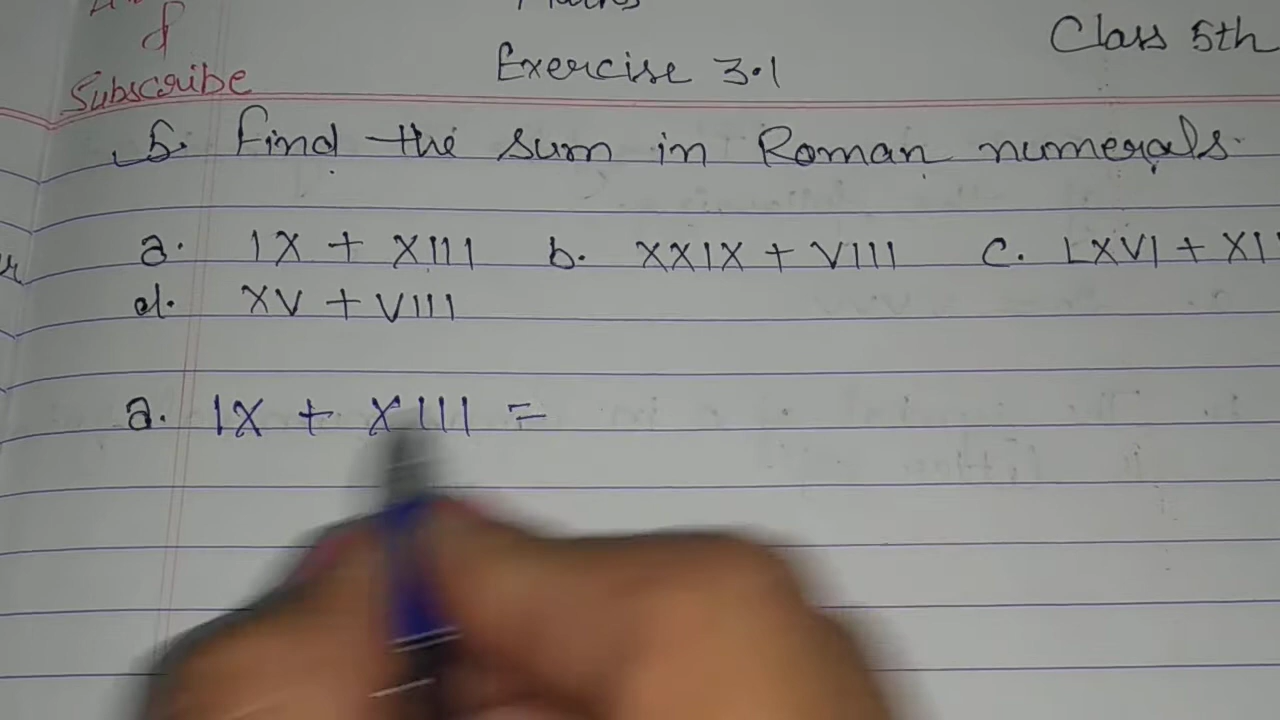 Subscribe
Exercise 3.1
Class 5th
5. Find the sum in Roman numerals.
a. IX + XIII b. XXIX + VIII c. LXVI + XI
d. XV + VIII
a. IX + XIII =